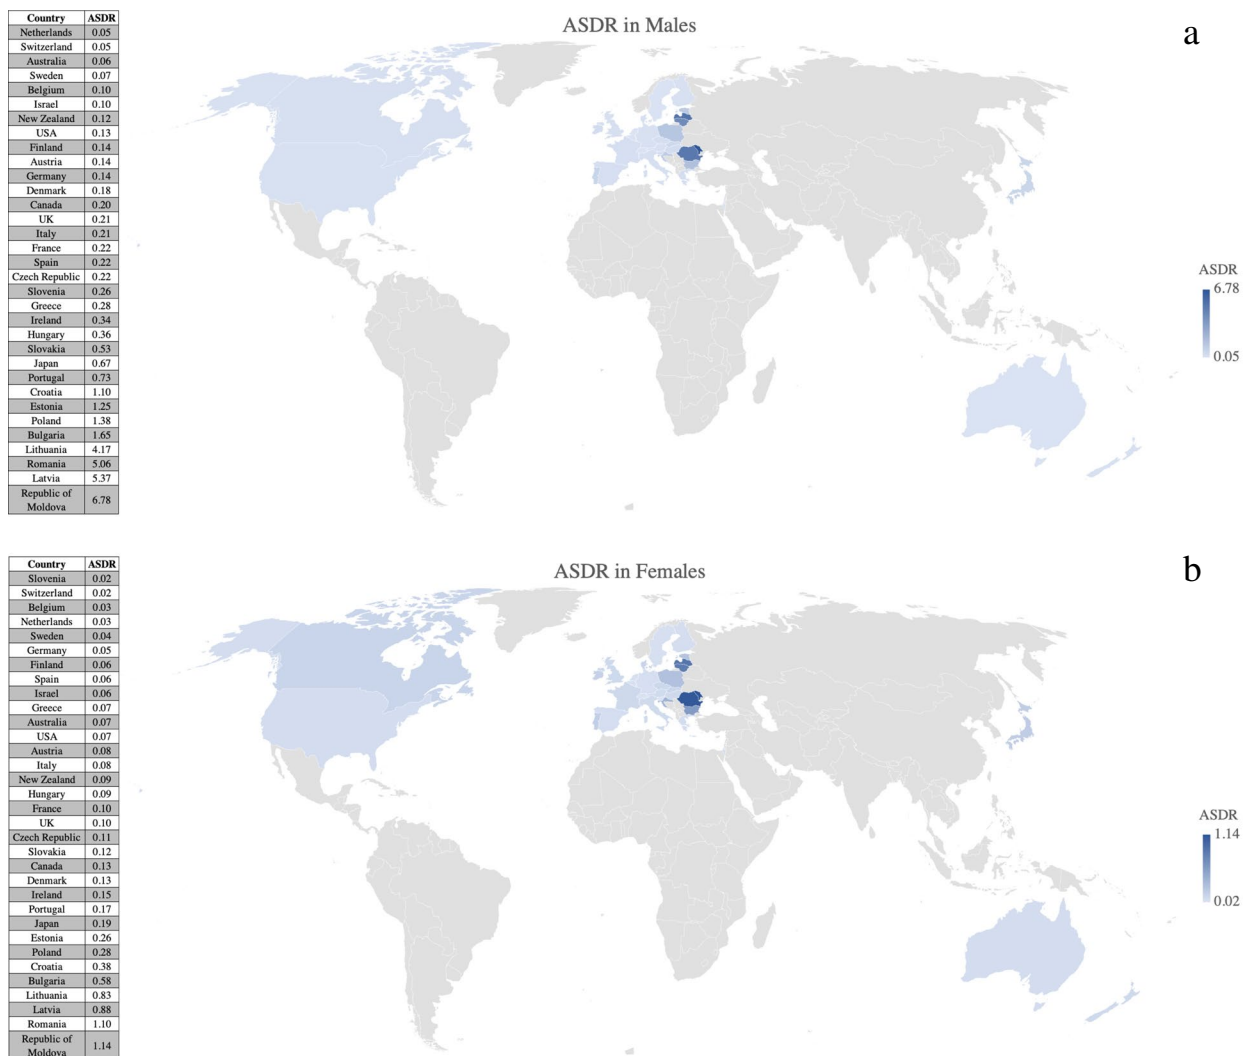 ASDR in Males
a
Country ASDR
Netherlands 0.05
Switzerland 0.05
Australia 0.06
Sweden 0.07
Belgium 0.10
Israel 0.10
New Zealand 0.12
USA 0.13
Finland 0.14
Austria 0.14
Germany 0.14
Denmark 0.18
Canada 0.20
UK 0.21
Italy 0.21
France 0.22
Spain 0.22
Czech Republic 0.22
Slovenia 0.26
Greece 0.28
Ireland 0.34
Hungary 0.36
Slovakia 0.53
Japan 0.67
Portugal 0.73
Croatia 1.10
Estonia 1.25
Poland 1.38
Bulgaria 1.65
Lithuania 4.17
Romania 5.06
Latvia 5.37
Republic of
Moldova 6.78
ASDR
6.78
0.05
ASDR in Females
b
Country ASDR
Slovenia 0.02
Switzerland 0.02
Belgium 0.03
Netherlands 0.03
Sweden 0.04
Germany 0.05
Finland 0.06
Spain 0.06
Israel 0.06
Greece 0.07
Australia 0.07
USA 0.07
Austria 0.08
Italy 0.08
New Zealand 0.09
Hungary 0.09
France 0.10
UK 0.10
Czech Republic 0.11
Slovakia 0.12
Canada 0.13
Denmark 0.13
Ireland 0.15
Portugal 0.17
Japan 0.19
Estonia 0.26
Poland 0.28
Croatia 0.38
Bulgaria 0.58
Lithuania 0.83
Latvia 0.88
Romania 1.10
Republic of
Moldova 1.14
ASDR
1.14
0.02